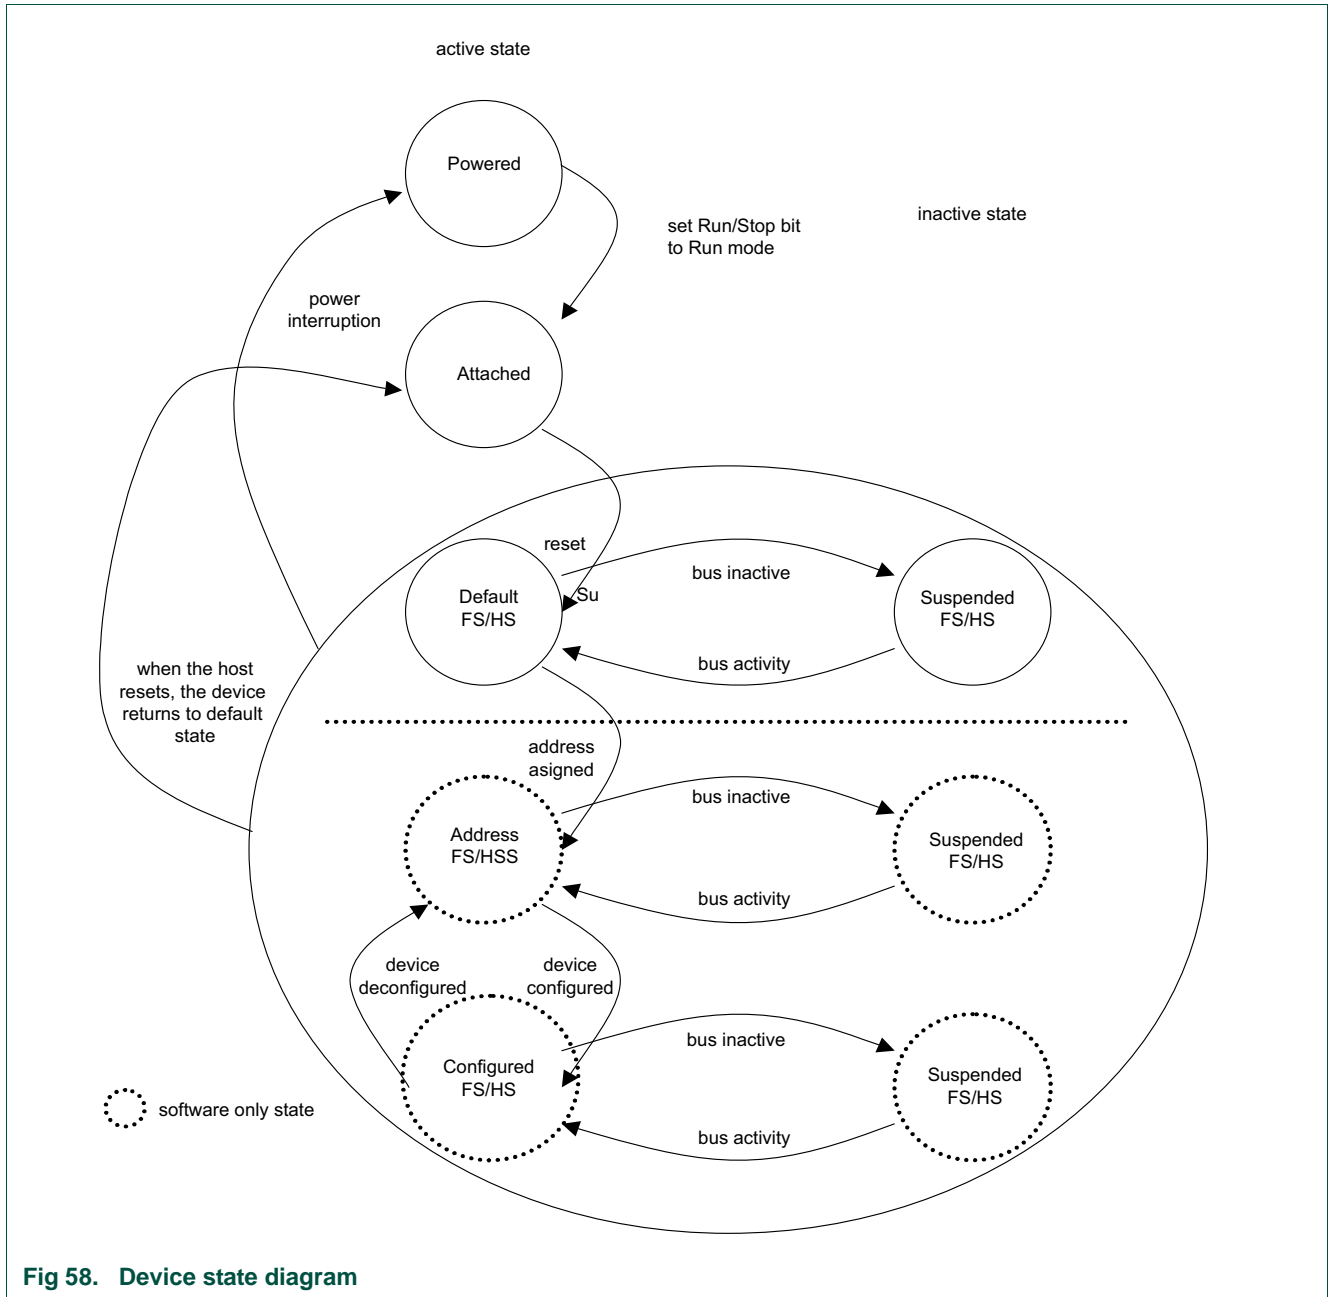 active state
Powered
set Run/Stop bit
to Run mode
inactive state
power
interruption
Attached
reset
bus inactive
Default
FS/HS
Su
Suspended
FS/HS
bus activity
when the host
resets, the device
returns to default
state
address
asigned
bus inactive
Address
FS/HSS
Suspended
FS/HS
bus activity
device
deconfigured
device
configured
bus inactive
Configured
FS/HS
Suspended
FS/HS
software only state
bus activity
Fig 58. Device state diagram